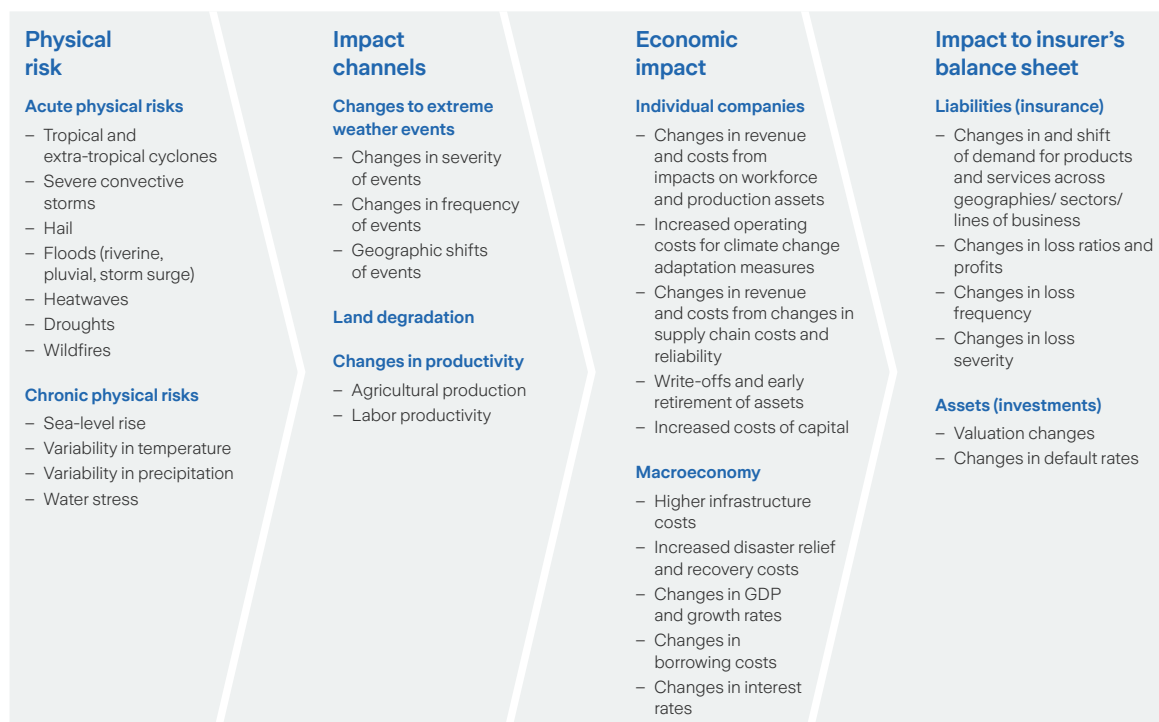 Physical
risk
Acute physical risks
– Tropical and
extra-tropical cyclones
– Severe convective
storms
– Hail
– Floods (riverine,
pluvial, storm surge)
– Heatwaves
– Droughts
– Wildfires
Chronic physical risks
– Sea-level rise
– Variability in temperature
– Variability in precipitation
– Water stress
Impact
channels
Changes to extreme
weather events
– Changes in severity
of events
– Changes in frequency
of events
– Geographic shifts
of events
Land degradation
Changes in productivity
– Agricultural production
– Labor productivity
Economic
impact
Individual companies
– Changes in revenue
and costs from
impacts on workforce
and production assets
– Increased operating
costs for climate change
adaptation measures
– Changes in revenue
and costs from changes in
supply chain costs and
reliability
– Write-offs and early
retirement of assets
– Increased costs of capital
Macroeconomy
– Higher infrastructure
costs
– Increased disaster relief
and recovery costs
– Changes in GDP
and growth rates
– Changes in
borrowing costs
– Changes in interest
rates
Impact to insurer’s
balance sheet
Liabilities (insurance)
– Changes in and shift
of demand for products
and services across
geographies/ sectors/
lines of business
– Changes in loss ratios and
profits
– Changes in loss
frequency
– Changes in loss
severity
Assets (investments)
– Valuation changes
– Changes in default rates